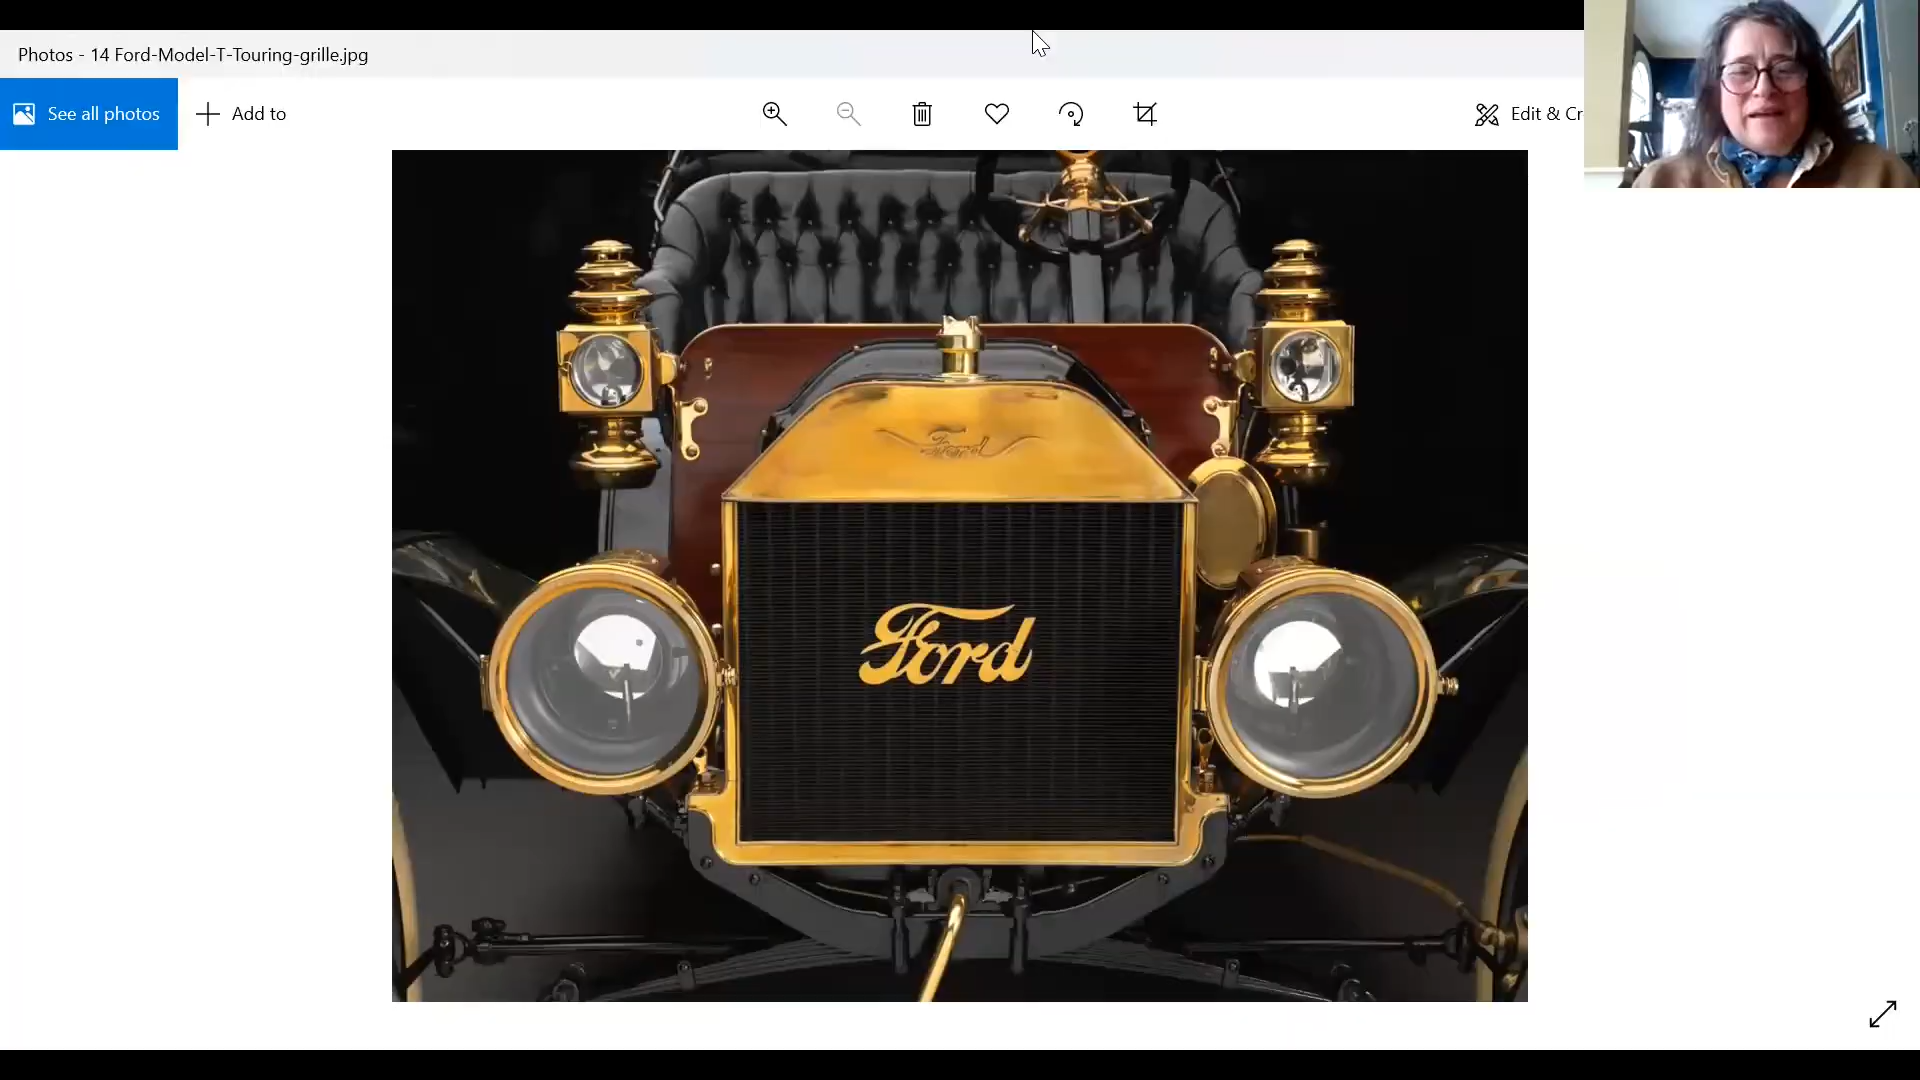 Photos - 14 Ford-Model-T-Touring-grille.jpg
See all photos
Add to
Edit & Cr
Ford
Ford